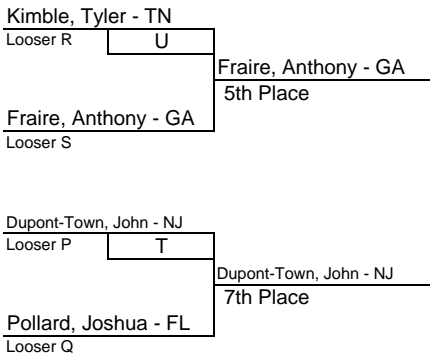 Kimble, Tyler - TN
Looser R
U
Fraire, Anthony - GA
5th Place
Fraire, Anthony - GA
Looser S
Dupont-Town, John - NJ
Looser P
T
Dupont-Town, John - NJ
7th Place
Pollard, Joshua - FL
Looser Q